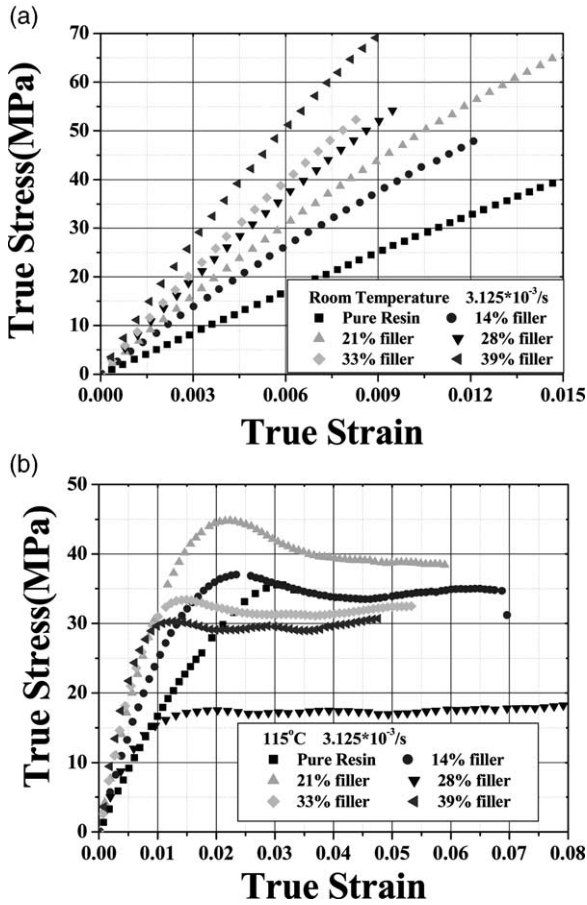 (a)
70
60
50
40
30
20
10
0
True Stress(MPa)
Room Temperature 3.125*10-3/s
Pure Resin 14% filler
21% filler 28% filler
33% filler 39% filler
0.000 0.003 0.006 0.009 0.012 0.015
True Strain
(b)
50
40
30
20
10
0
True Stress(MPa)
115°C 3.125*10-3/s
Pure Resin 14% filler
21% filler 28% filler
33% filler 39% filler
0.00 0.01 0.02 0.03 0.04 0.05 0.06 0.07 0.08
True Strain